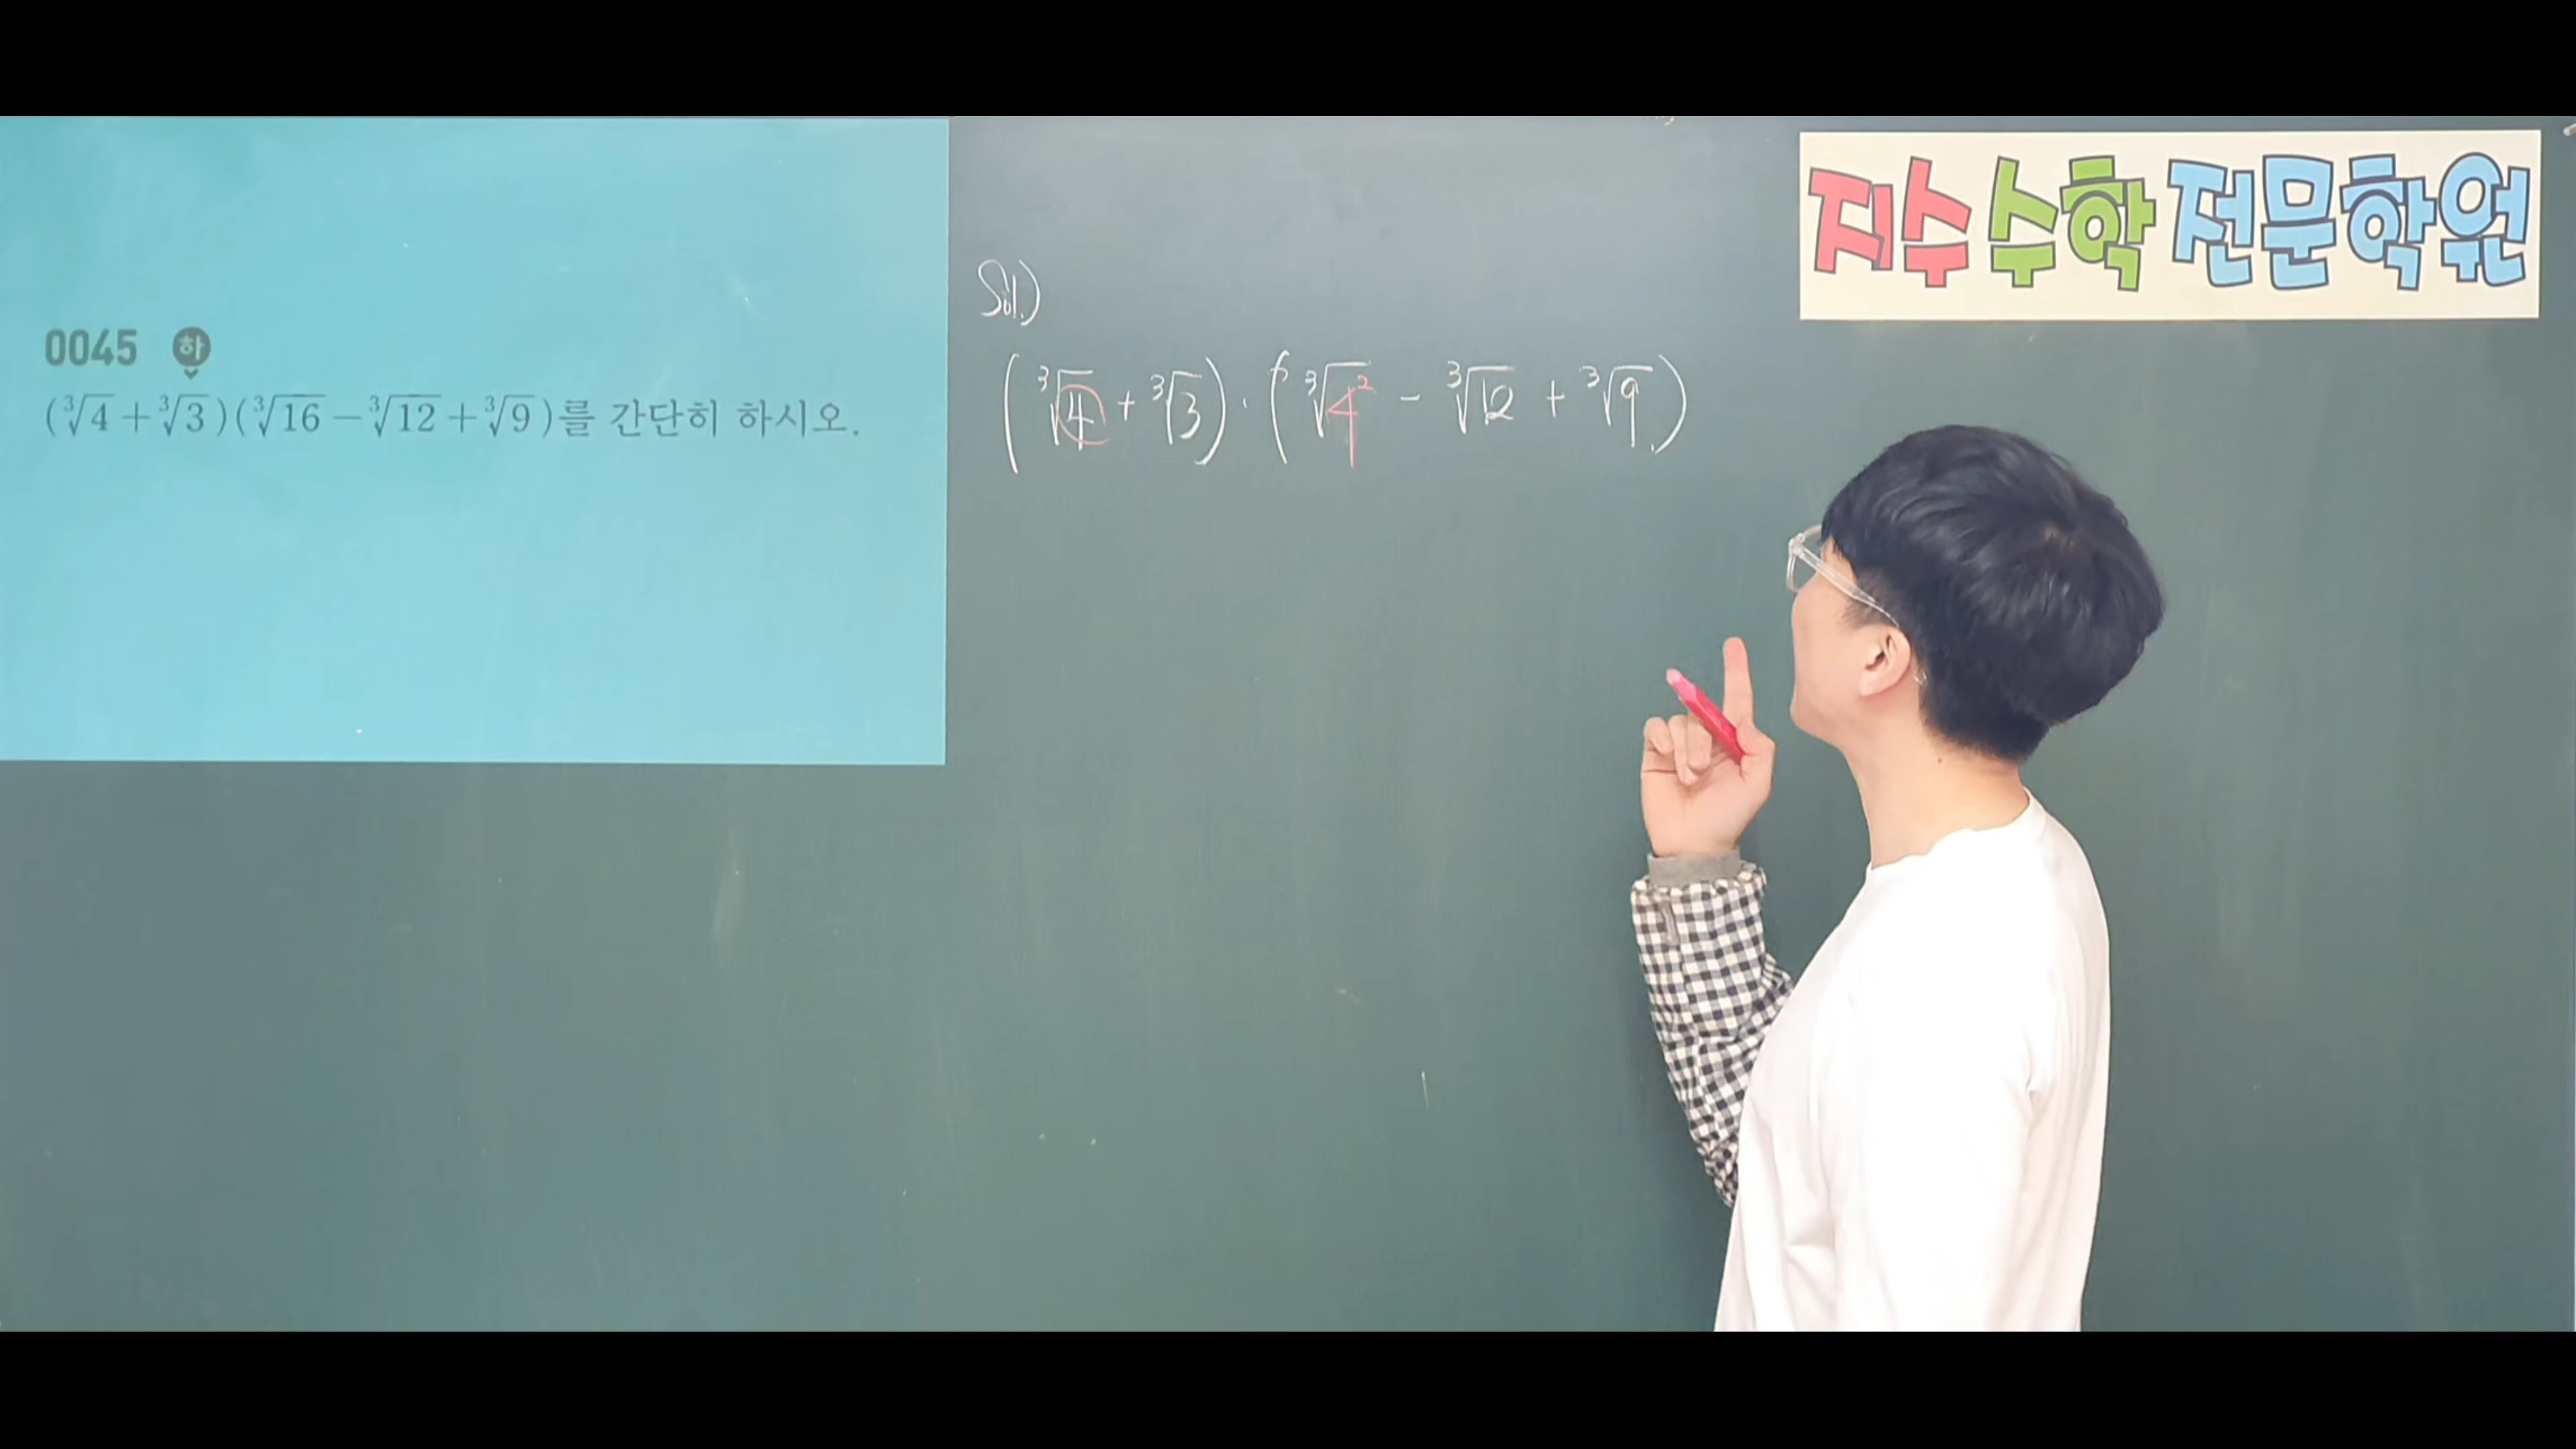 지수 수학 전문학원
0045 하
(∛4+∛3)(∛16-∛12+∛9)를 간단히 하시오.
Sol.)
(∛4 + ∛3) · (∛4² - ∛12 + ∛9)